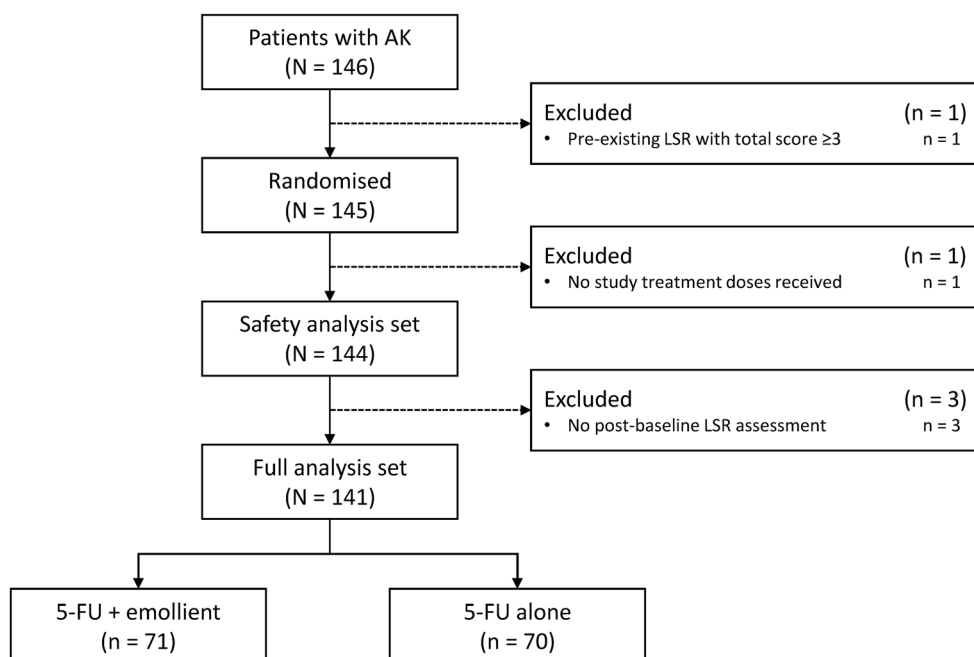 Patients with AK
(N = 146)
Excluded (n = 1)
• Pre-existing LSR with total score ≥3 n = 1
Randomised
(N = 145)
Excluded (n = 1)
• No study treatment doses received n = 1
Safety analysis set
(N = 144)
Excluded (n = 3)
• No post-baseline LSR assessment n = 3
Full analysis set
(N = 141)
5-FU + emollient
(n = 71)
5-FU alone
(n = 70)